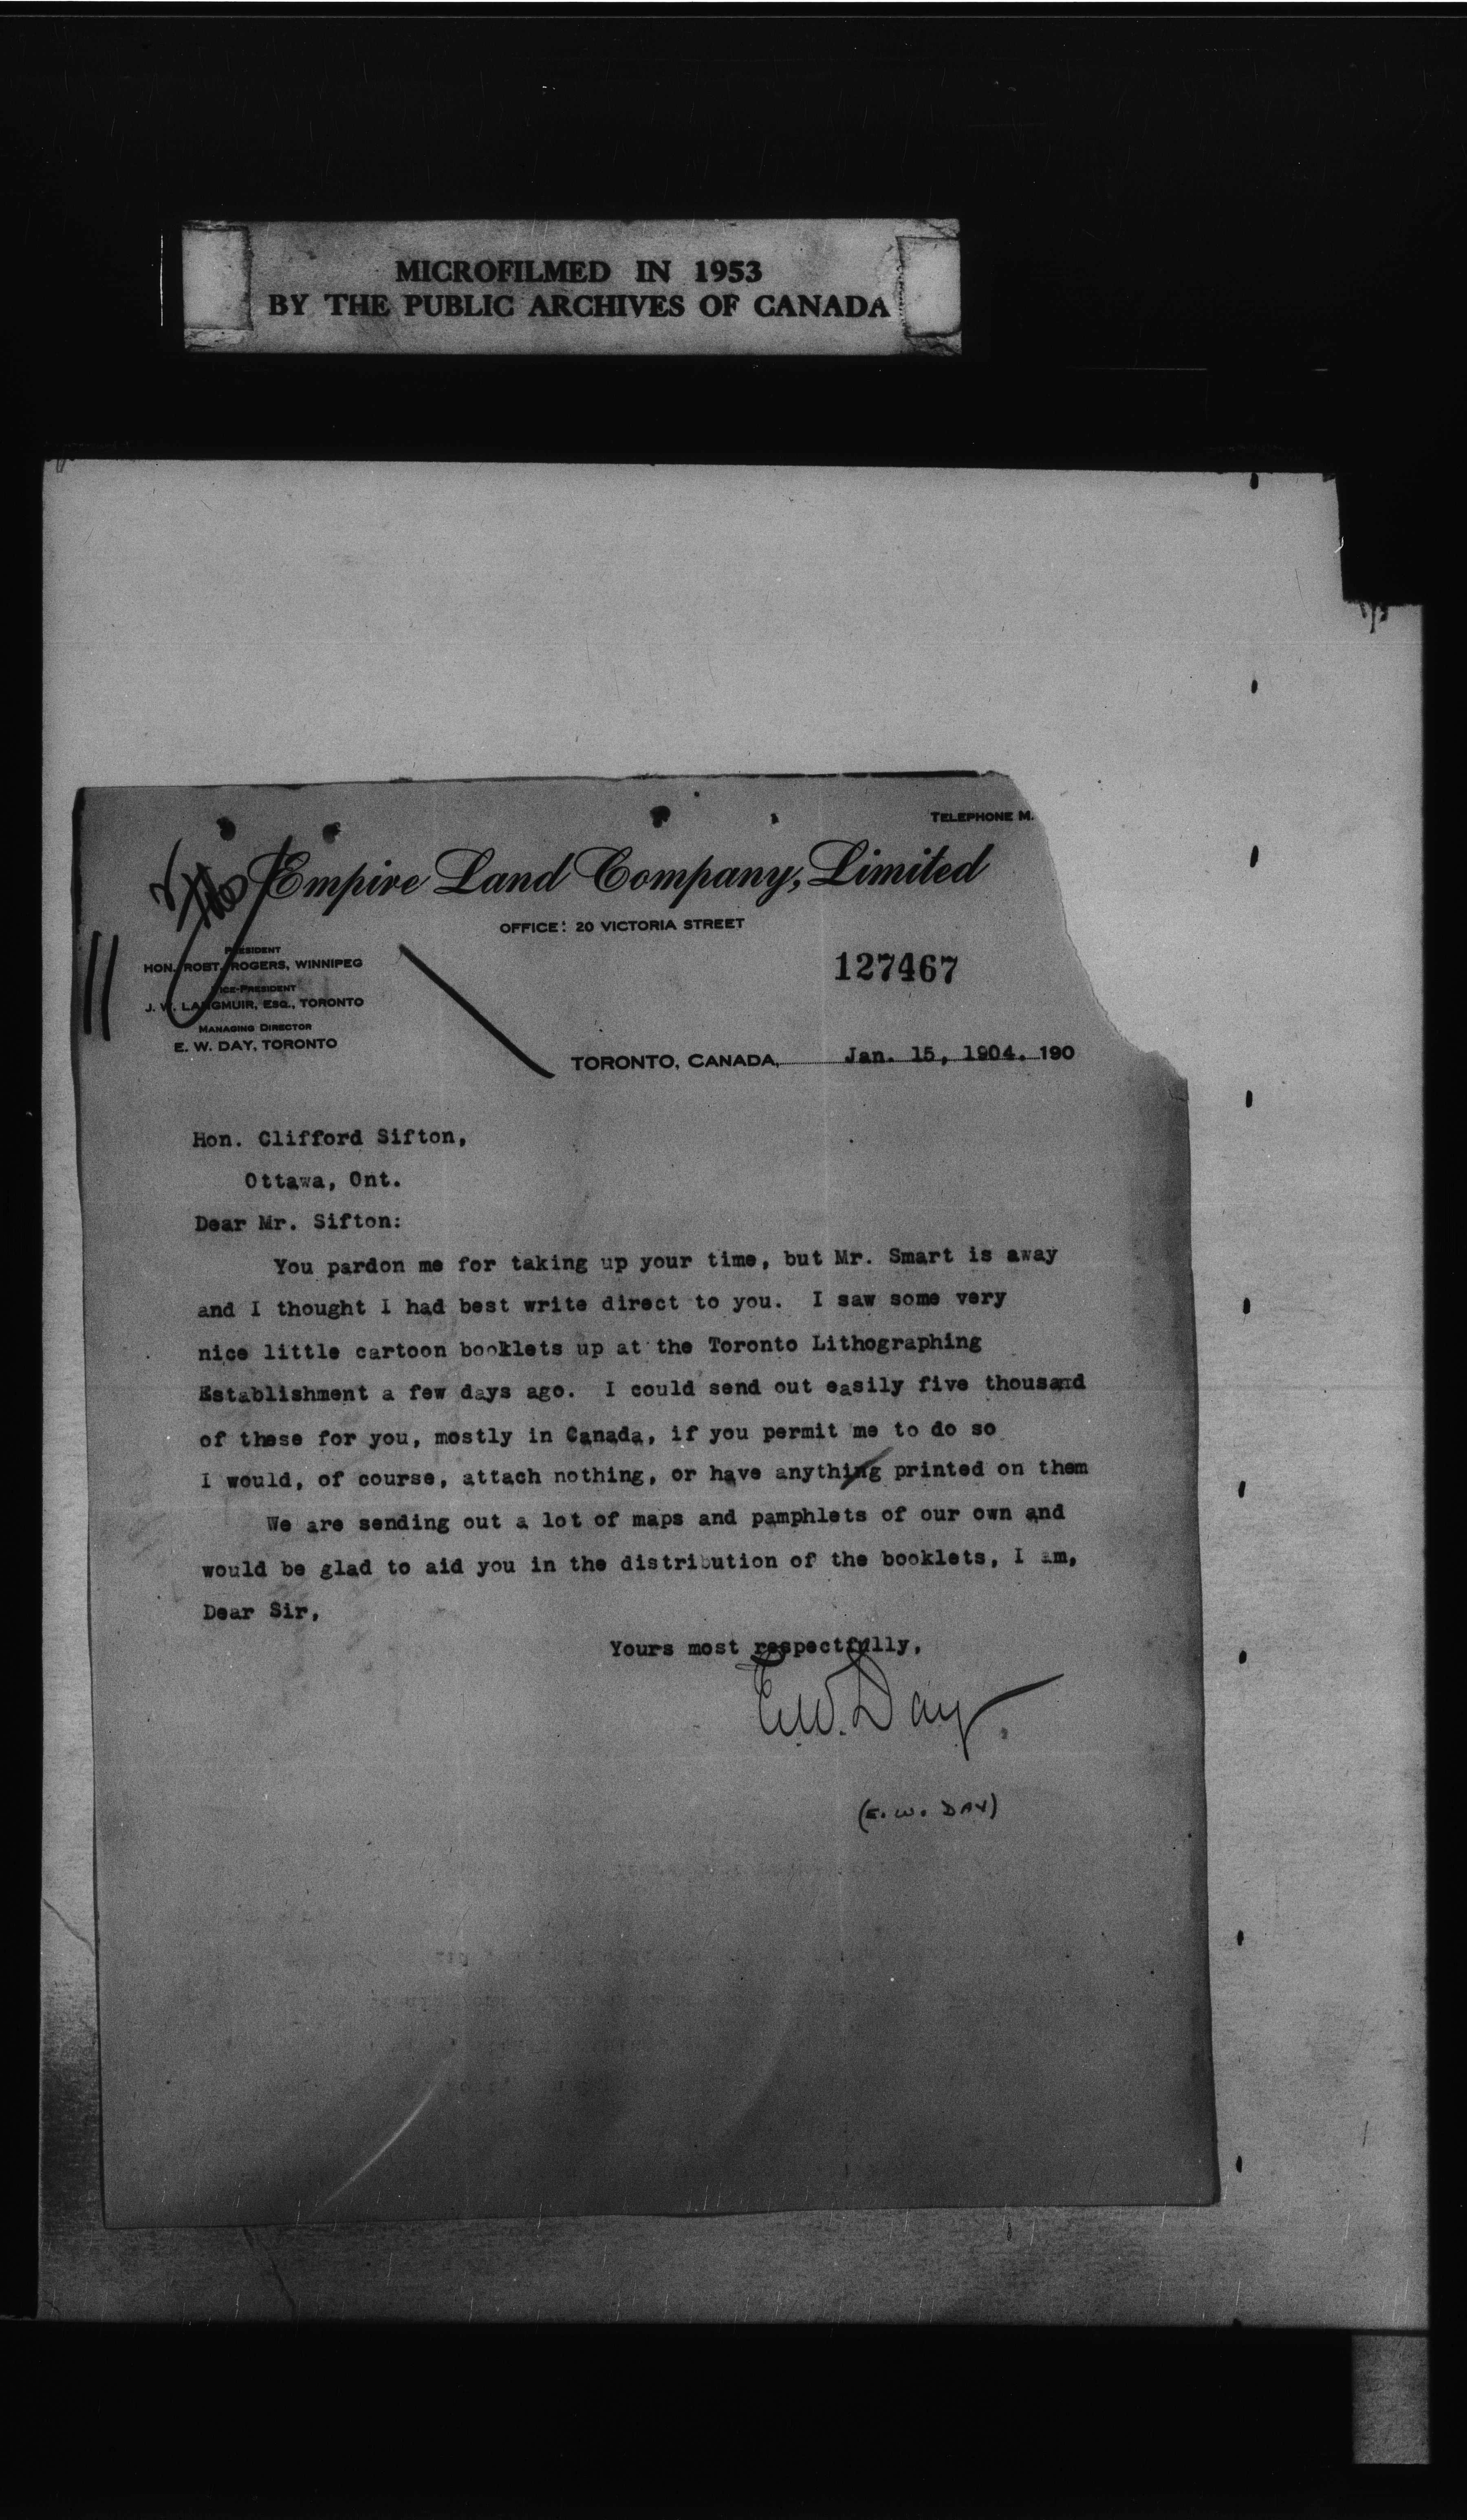 MICROFILMED IN 1953
BY THE PUBLIC ARCHIVES OF CANADA
TELEPHONE M.
Empire Land Company, Limited
OFFICE: 20 VICTORIA STREET
PRESIDENT
HON. ROBT. ROGERS, WINNIPEG
127467
VICE-PRESIDENT
J. W. LANGMUIR, ESQ., TORONTO
MANAGING DIRECTOR
E. W. DAY, TORONTO
TORONTO, CANADA, Jan. 15, 1904. 190
Hon. Clifford Sifton,
Ottawa, Ont.
Dear Mr. Sifton:
You pardon me for taking up your time, but Mr. Smart is away
and I thought I had best write direct to you. I saw some very
nice little cartoon booklets up at the Toronto Lithographing
Establishment a few days ago. I could send out easily five thousand
of these for you, mostly in Canada, if you permit me to do so
I would, of course, attach nothing, or have anything printed on them
We are sending out a lot of maps and pamphlets of our own and
would be glad to aid you in the distribution of the booklets, I am,
Dear Sir,
Yours most respectfully,
E.W. Day.
(E. W. DAY)